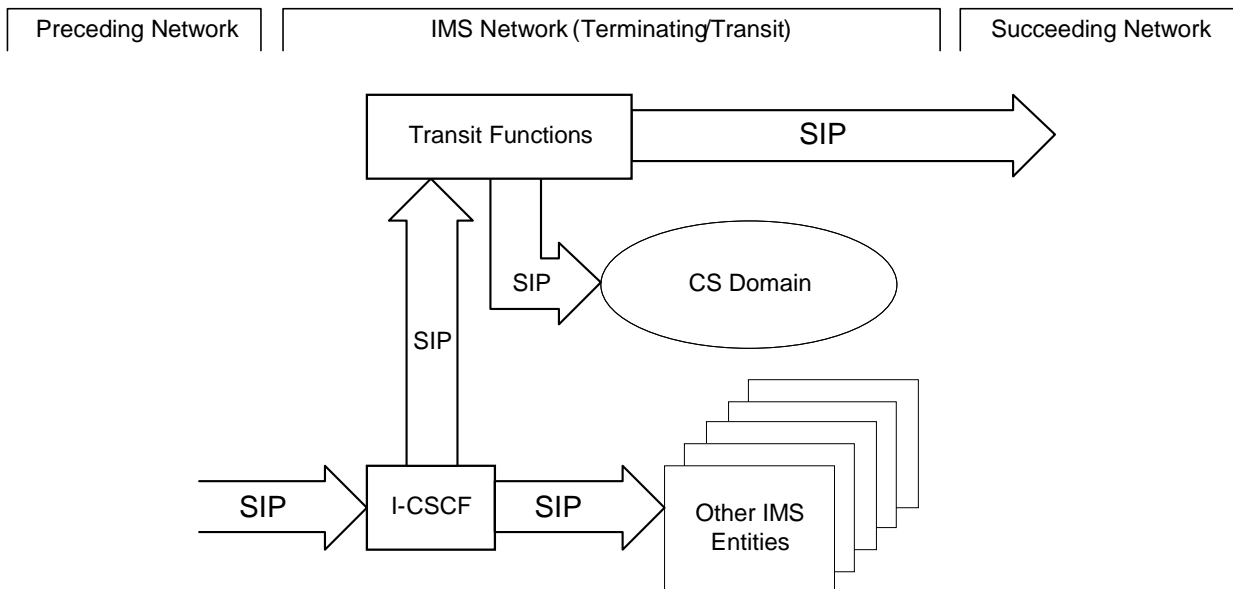 Preceding Network
IMS Network (Terminating/Transit)
Succeeding Network
Transit Functions
SIP
SIP
CS Domain
SIP
SIP
I-CSCF
SIP
Other IMS
Entities